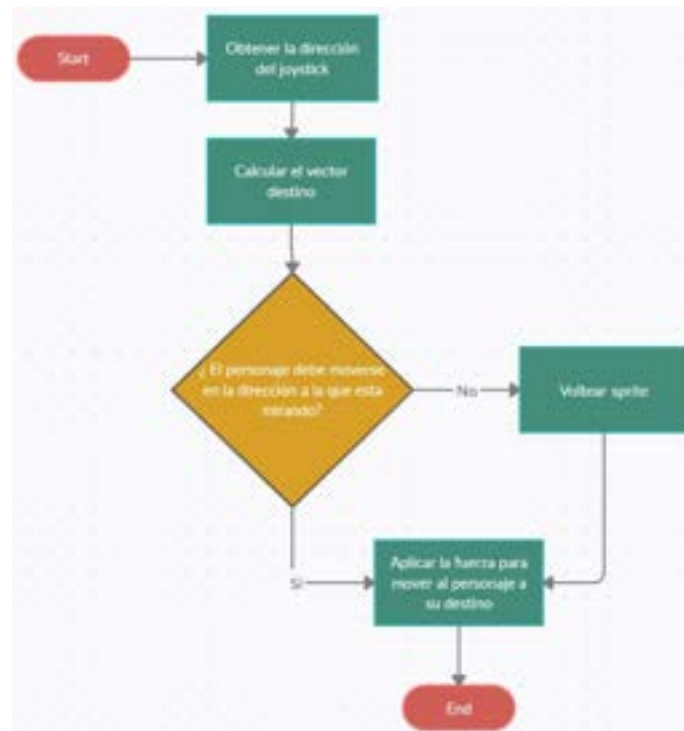 Start
Obtener la dirección
del joystick
Calcular el vector
destino
¿ El personaje debe moverse
en la dirección a la que esta
mirando?
No
Voltear sprite
Si
Aplicar la fuerza para
mover al personaje a
su destino
End